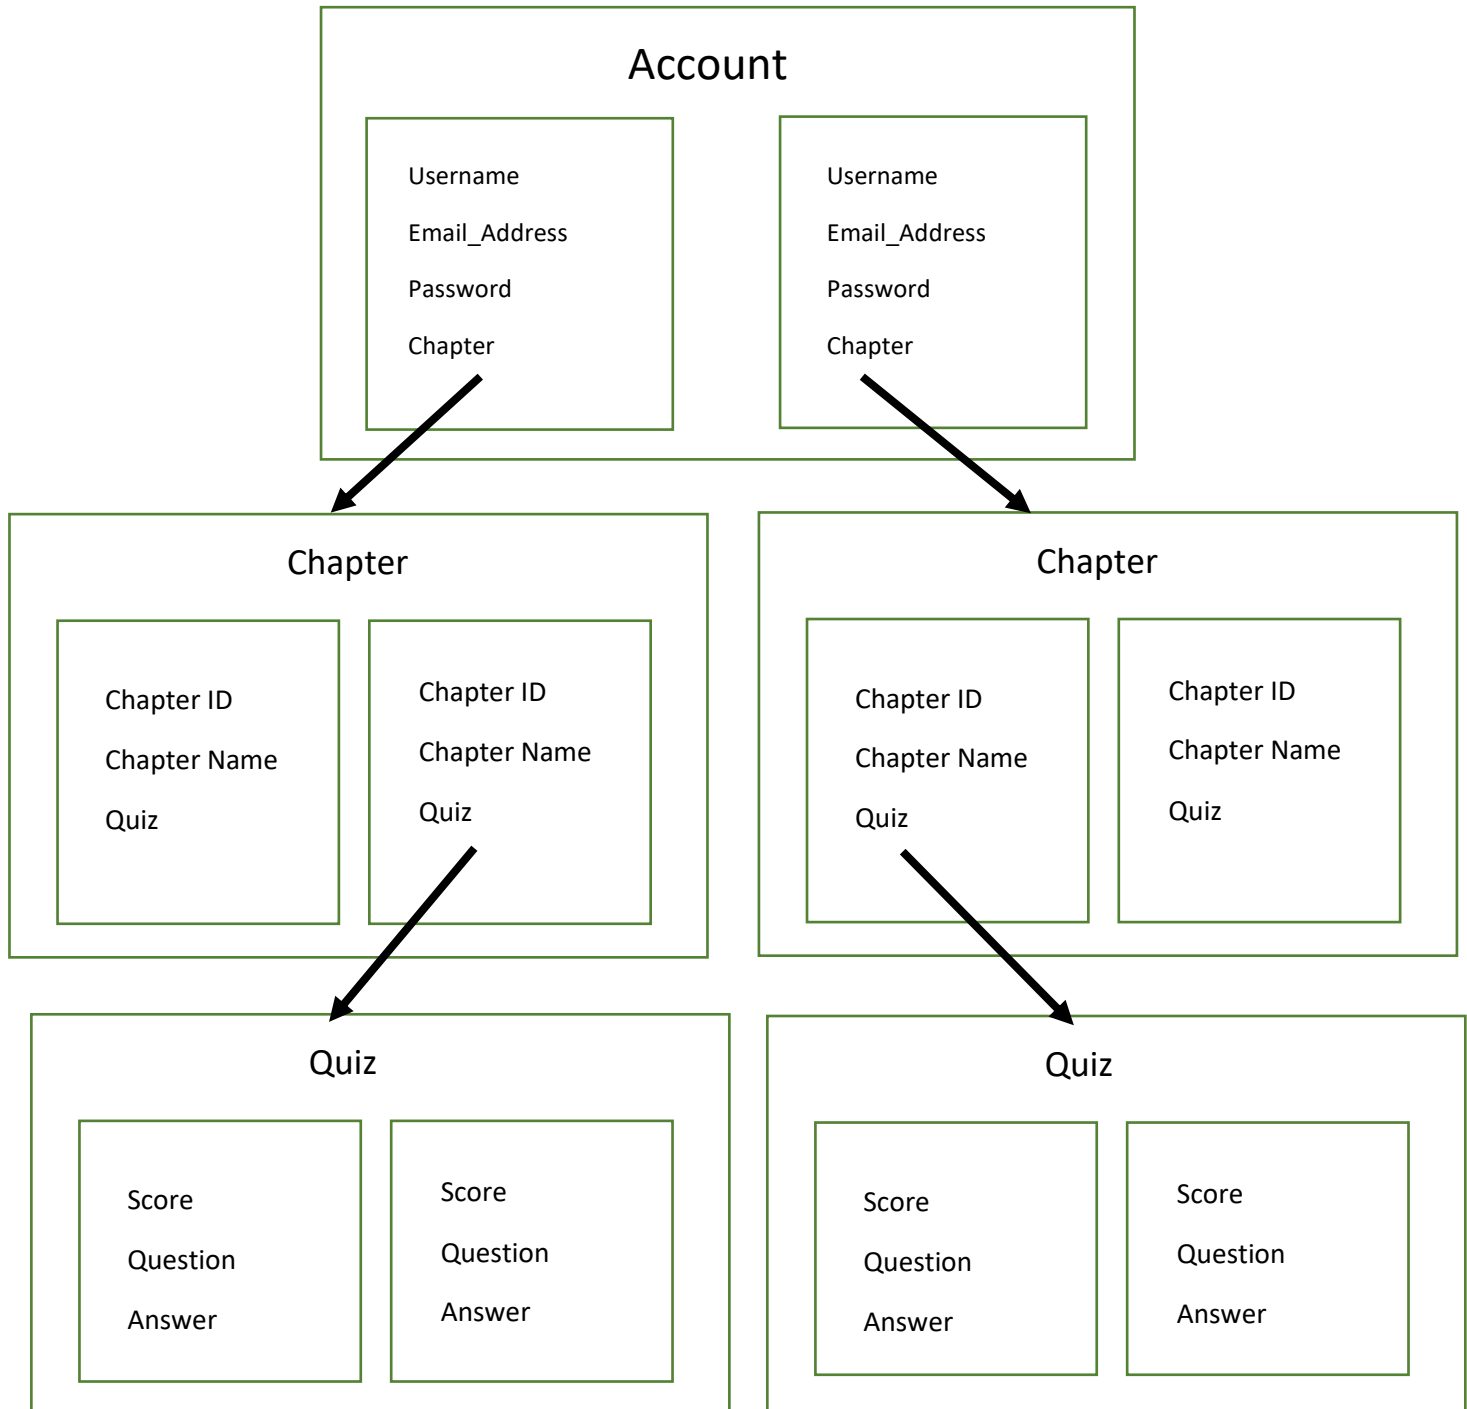 Account
Username
Email_Address
Password
Chapter
Username
Email_Address
Password
Chapter
Chapter
Chapter ID
Chapter Name
Quiz
Chapter ID
Chapter Name
Quiz
Chapter
Chapter ID
Chapter Name
Quiz
Chapter ID
Chapter Name
Quiz
Quiz
Score
Question
Answer
Score
Question
Answer
Quiz
Score
Question
Answer
Score
Question
Answer